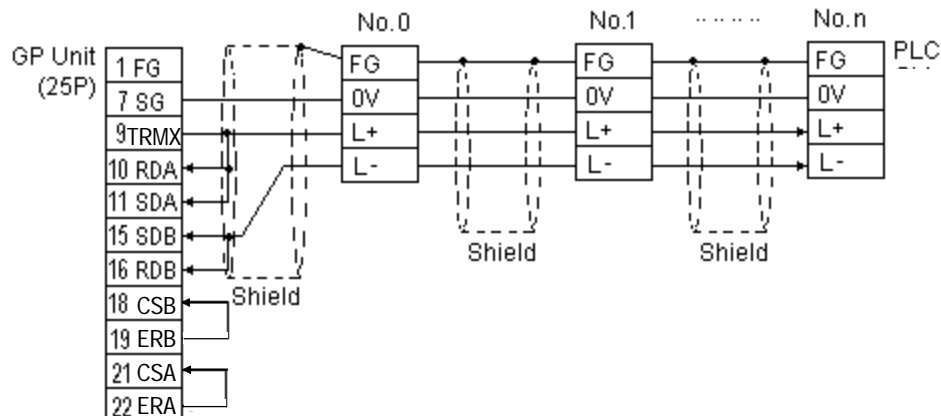 No.0
No.1
No.n
GP Unit
(25P)
1 FG
7 SG
9 TRMX
10 RDA
11 SDA
15 SDB
16 RDB
18 CSB
19 ERB
21 CSA
22 ERA
FG
0V
L+
L-
FG
0V
L+
L-
FG
0V
L+
L-
PLC
Shield
Shield
Shield